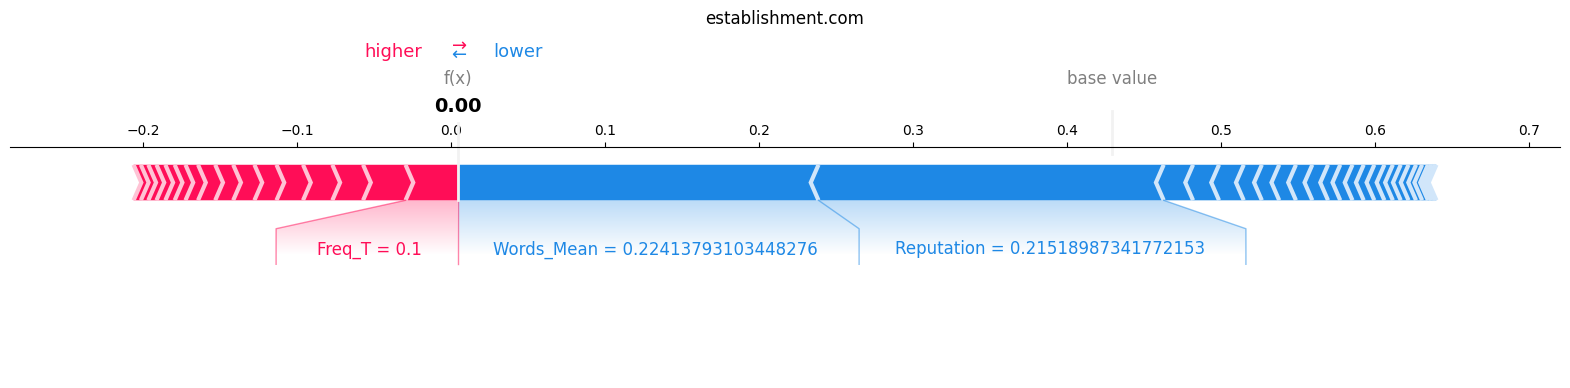 establishment.com
higher ⇄ lower
f(x) base value
0.00
−0.2 −0.1 0.0 0.1 0.2 0.3 0.4 0.5 0.6 0.7
Freq_T = 0.1 Words_Mean = 0.22413793103448276 Reputation = 0.21518987341772153